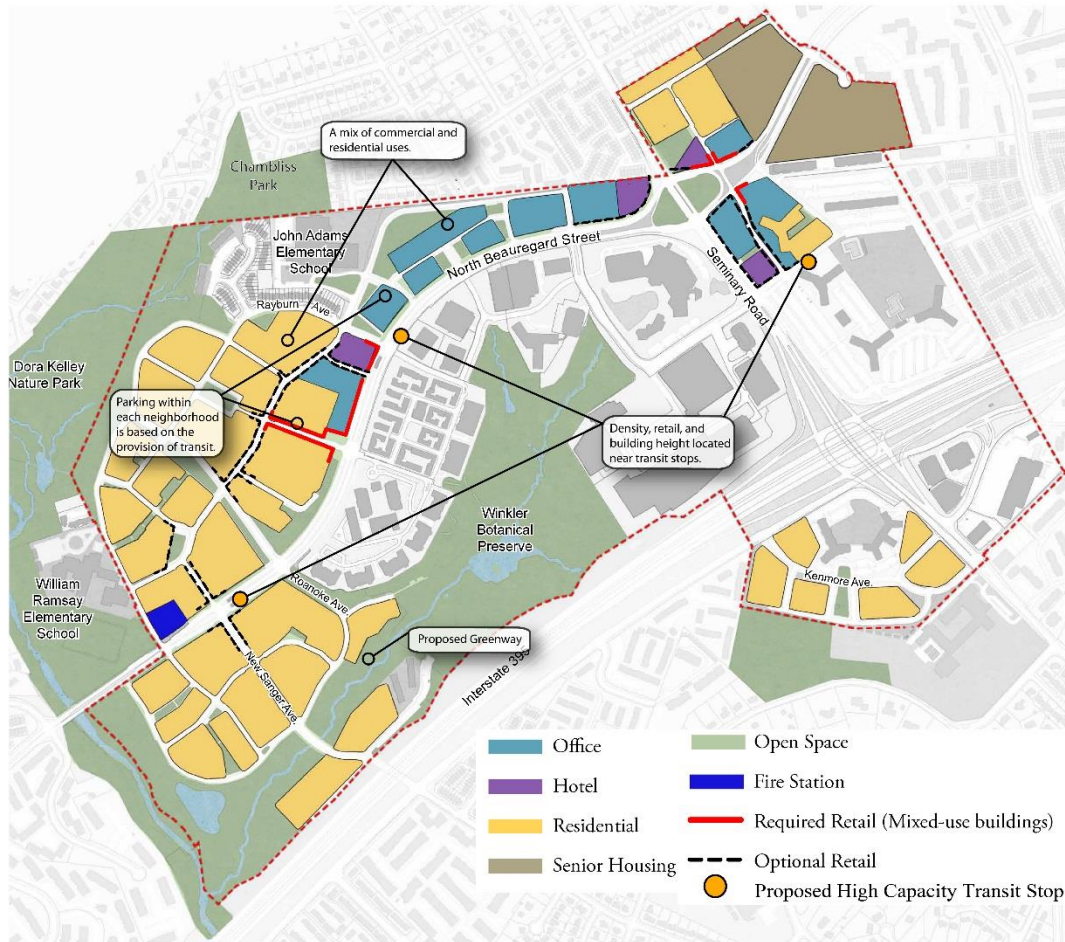 A mix of commercial and
residential uses.
Chambliss
Park
John Adams
Elementary
School
North Beauregard Street
Seminary Road
Rayburn Ave.
Dora Kelley
Nature Park
Parking within
each neighborhood
is based on the
provision of transit.
Density, retail, and
building height located
near transit stops.
Winkler
Botanical
Preserve
William
Ramsay
Elementary
School
Roanoke Ave.
Kenmore Ave.
Proposed Greenway
New Sanger Ave.
Interstate 395
Office
Hotel
Residential
Senior Housing
Open Space
Fire Station
Required Retail (Mixed-use buildings)
Optional Retail
Proposed High Capacity Transit Stop